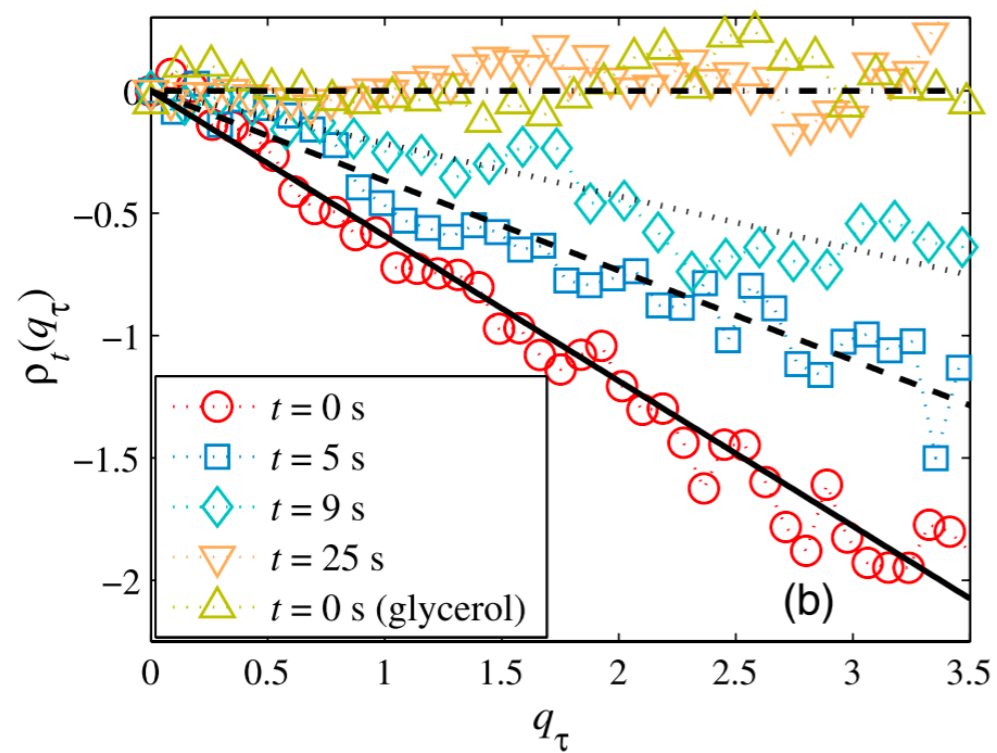 0
−0.5
−1
−1.5
−2
ρt(qτ)
t = 0 s
t = 5 s
t = 9 s
t = 25 s
t = 0 s (glycerol)
(b)
0 0.5 1 1.5 2 2.5 3 3.5
qτ